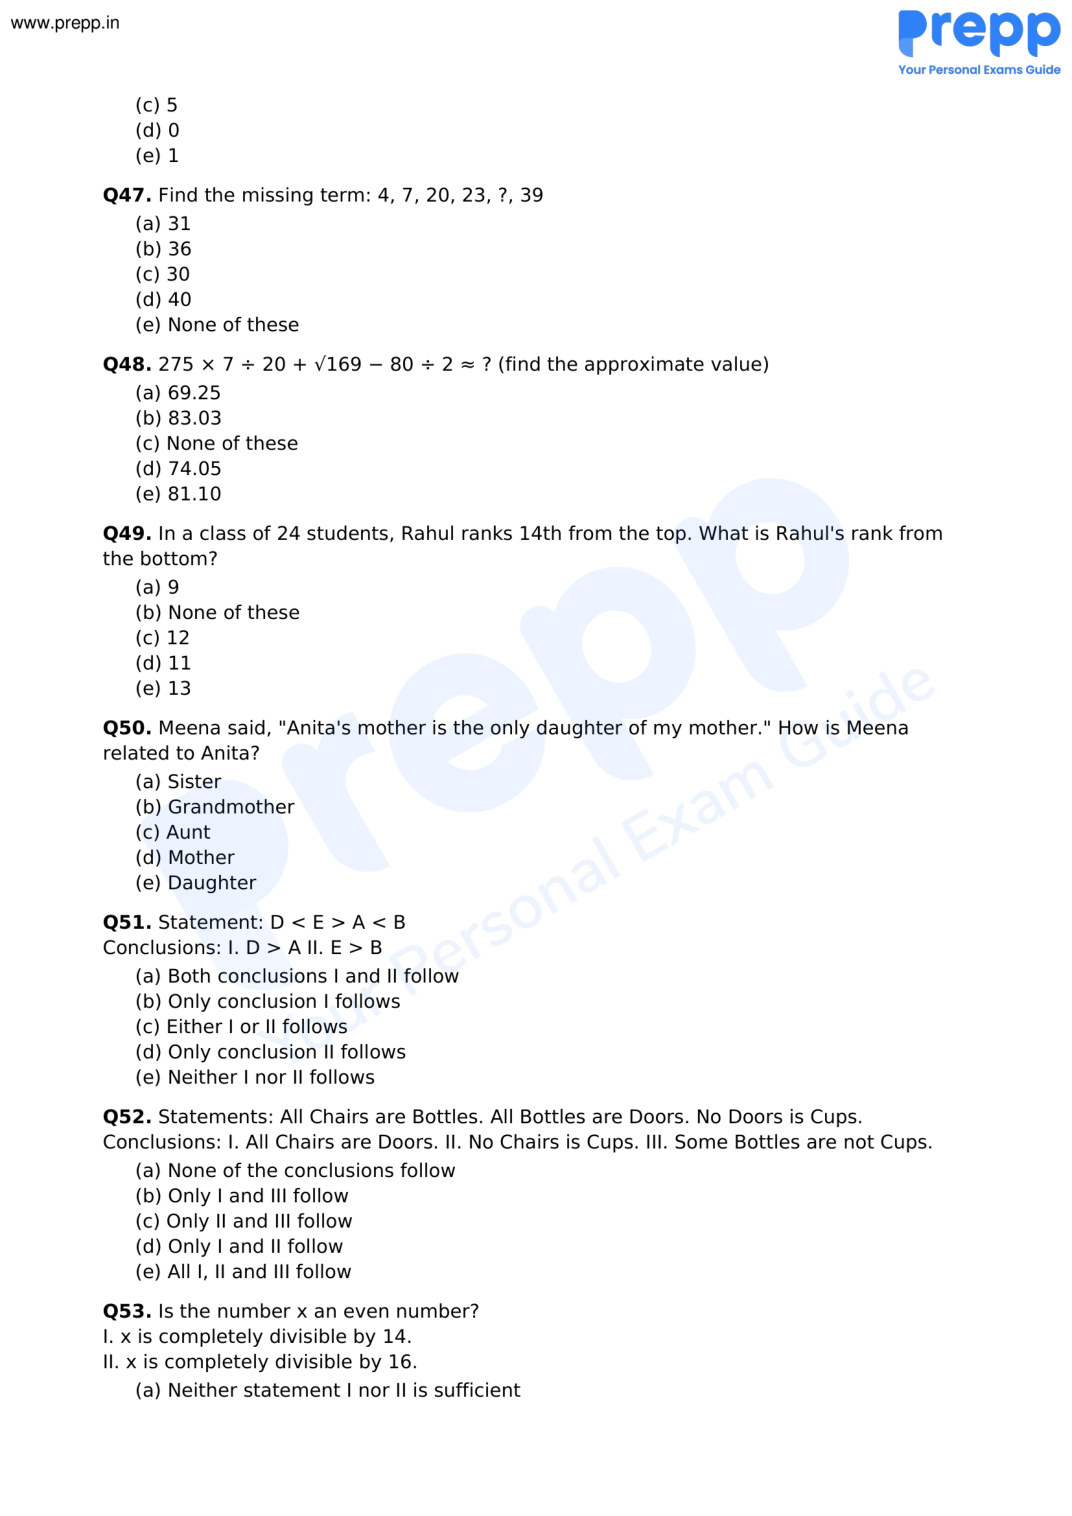 www.prepp.in
prepp
Your Personal Exams Guide
(c) 5
(d) 0
(e) 1
Q47. Find the missing term: 4, 7, 20, 23, ?, 39
(a) 31
(b) 36
(c) 30
(d) 40
(e) None of these
Q48. 275 × 7 ÷ 20 + √169 − 80 ÷ 2 ≈ ? (find the approximate value)
(a) 69.25
(b) 83.03
(c) None of these
(d) 74.05
(e) 81.10
Q49. In a class of 24 students, Rahul ranks 14th from the top. What is Rahul's rank from
the bottom?
(a) 9
(b) None of these
(c) 12
(d) 11
(e) 13
Q50. Meena said, "Anita's mother is the only daughter of my mother." How is Meena
related to Anita?
(a) Sister
(b) Grandmother
(c) Aunt
(d) Mother
(e) Daughter
Q51. Statement: D < E > A < B
Conclusions: I. D > A II. E > B
(a) Both conclusions I and II follow
(b) Only conclusion I follows
(c) Either I or II follows
(d) Only conclusion II follows
(e) Neither I nor II follows
Q52. Statements: All Chairs are Bottles. All Bottles are Doors. No Doors is Cups.
Conclusions: I. All Chairs are Doors. II. No Chairs is Cups. III. Some Bottles are not Cups.
(a) None of the conclusions follow
(b) Only I and III follow
(c) Only II and III follow
(d) Only I and II follow
(e) All I, II and III follow
Q53. Is the number x an even number?
I. x is completely divisible by 14.
II. x is completely divisible by 16.
(a) Neither statement I nor II is sufficient
prepp
Your Personal Exam Guide